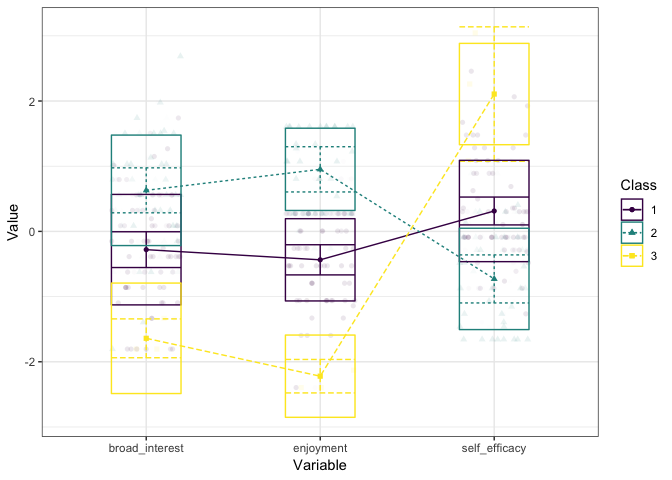 Value
2
0
-2
broad_interest
enjoyment
self_efficacy
Variable
Class
1
2
3